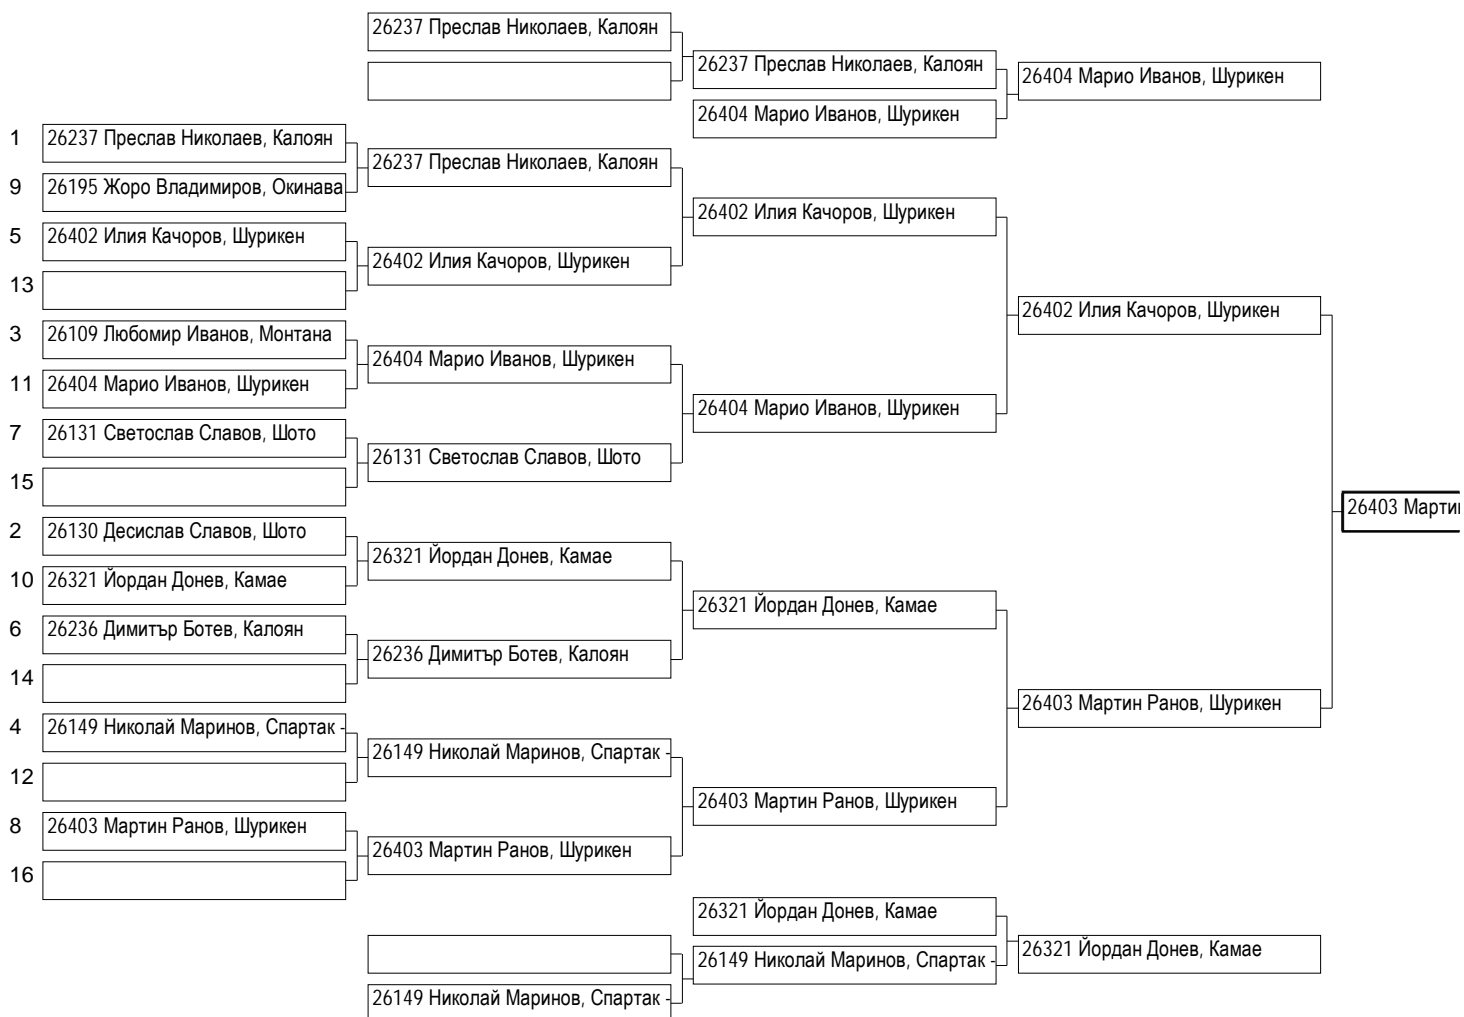 26237 Преслав Николаев, Калоян
26237 Преслав Николаев, Калоян
26404 Марио Иванов, Шурикен
26404 Марио Иванов, Шурикен
1 26237 Преслав Николаев, Калоян
26237 Преслав Николаев, Калоян
9 26195 Жоро Владимиров, Окинава
26402 Илия Качоров, Шурикен
5 26402 Илия Качоров, Шурикен
26402 Илия Качоров, Шурикен
13
26402 Илия Качоров, Шурикен
3 26109 Любомир Иванов, Монтана
26404 Марио Иванов, Шурикен
11 26404 Марио Иванов, Шурикен
26404 Марио Иванов, Шурикен
7 26131 Светослав Славов, Шото
26131 Светослав Славов, Шото
15
26403 Мартин
2 26130 Десислав Славов, Шото
26321 Йордан Донев, Камае
10 26321 Йордан Донев, Камае
26321 Йордан Донев, Камае
6 26236 Димитър Ботев, Калоян
26236 Димитър Ботев, Калоян
14
26403 Мартин Ранов, Шурикен
4 26149 Николай Маринов, Спартак -
26149 Николай Маринов, Спартак -
12
26403 Мартин Ранов, Шурикен
8 26403 Мартин Ранов, Шурикен
26403 Мартин Ранов, Шурикен
16
26321 Йордан Донев, Камае
26149 Николай Маринов, Спартак -
26321 Йордан Донев, Камае
26149 Николай Маринов, Спартак -